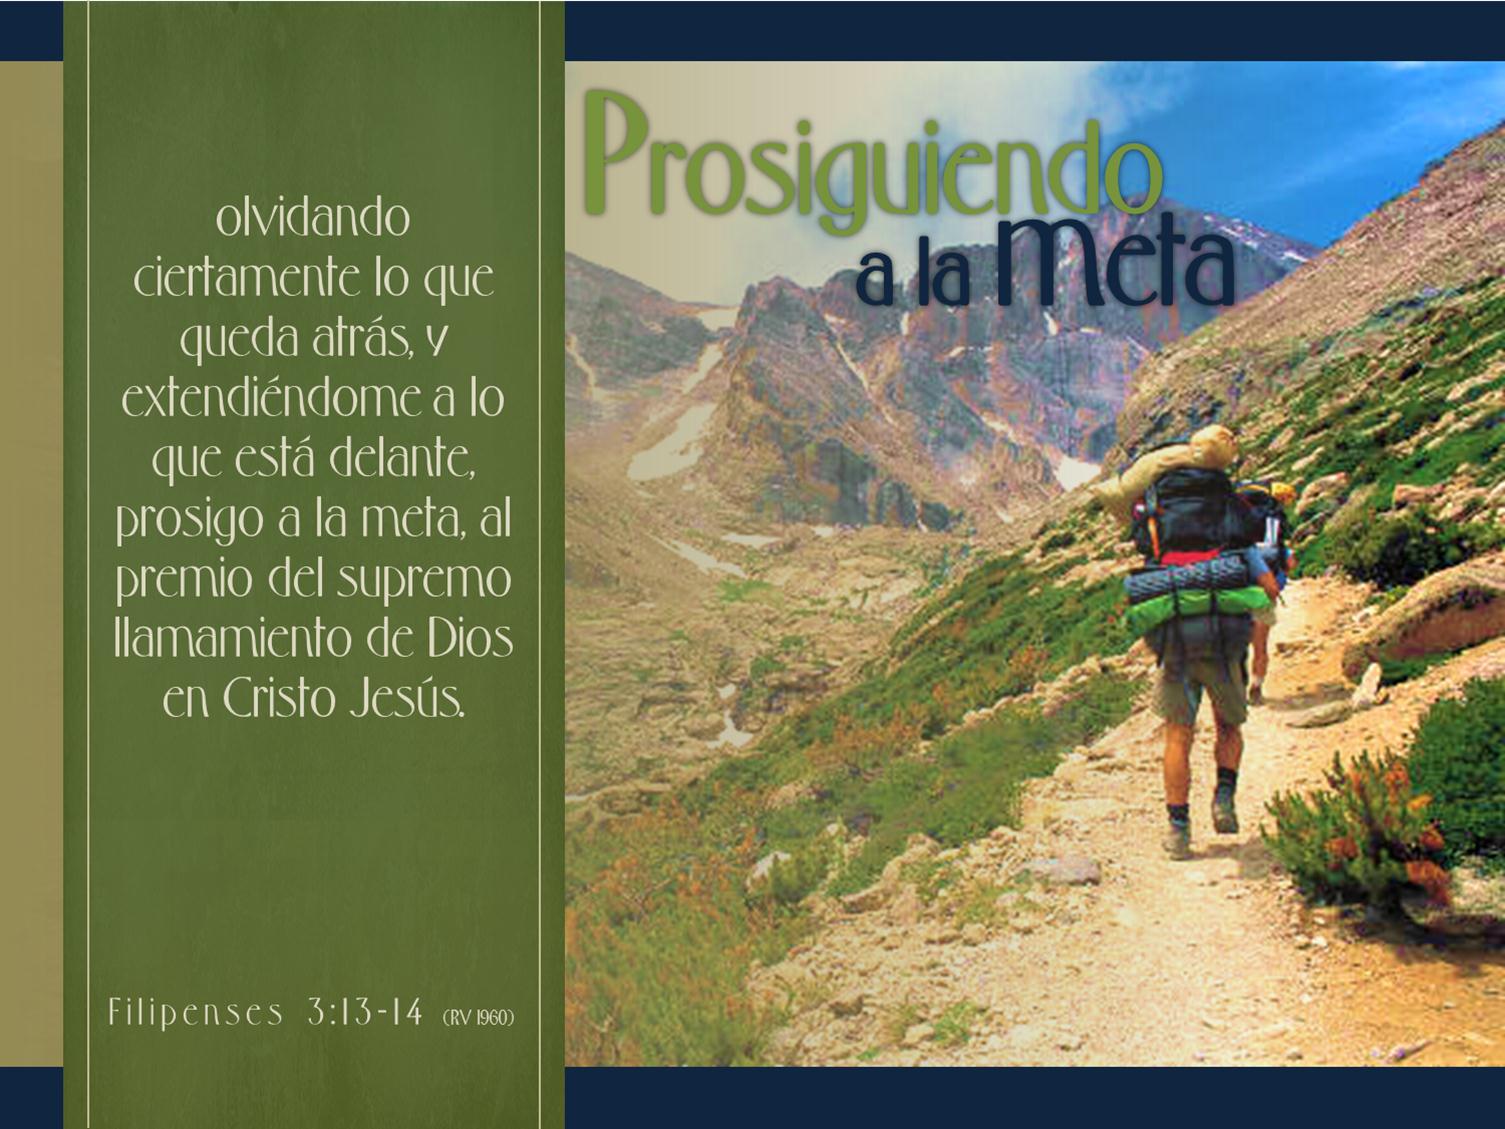 olvidando
ciertamente lo que
queda atrás, y
extendiéndome a lo
que está delante,
prosigo a la meta, al
premio del supremo
llamamiento de Dios
en Cristo Jesús.
Filipenses 3:13-14 (RV 1960)
Prosiguiendo
a la meta